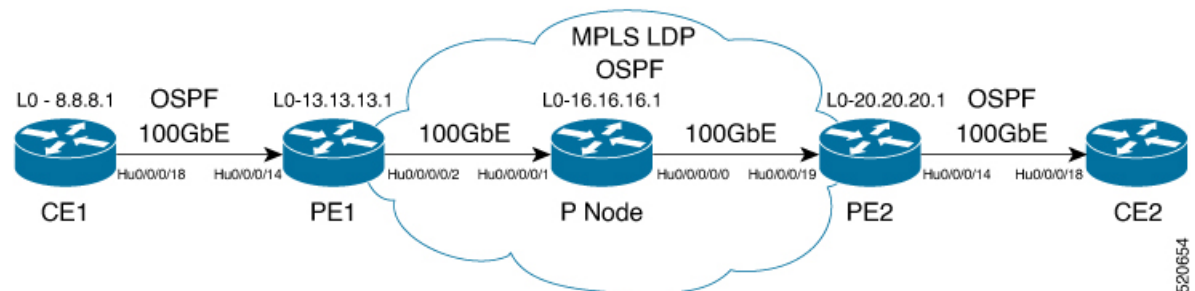 MPLS LDP
OSPF
L0 - 8.8.8.1
OSPF
L0-13.13.13.1
L0-16.16.16.1
L0-20.20.20.1
OSPF
100GbE
100GbE
100GbE
100GbE
Hu0/0/0/18
Hu0/0/0/14
Hu0/0/0/0/2
Hu0/0/0/0/1
Hu0/0/0/0/0
Hu0/0/0/19
Hu0/0/0/14
Hu0/0/0/18
CE1
PE1
P Node
PE2
CE2
520654